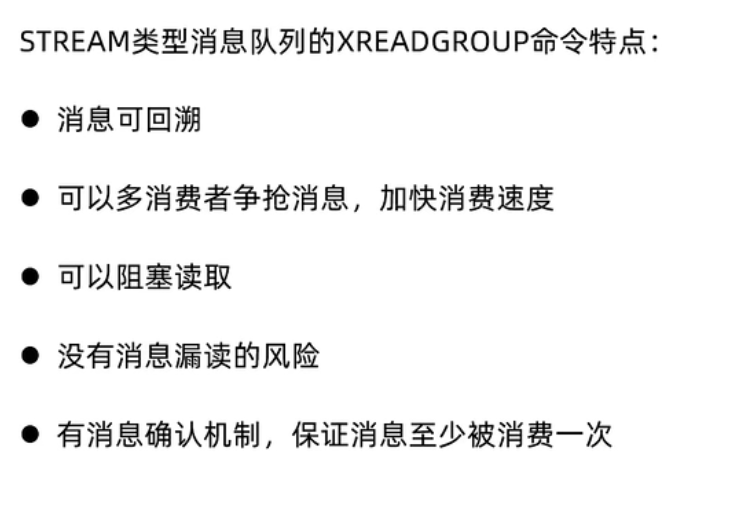 STREAM类型消息队列的XREADGROUP命令特点：
● 消息可回溯
● 可以多消费者争抢消息，加快消费速度
● 可以阻塞读取
● 没有消息漏读的风险
● 有消息确认机制，保证消息至少被消费一次